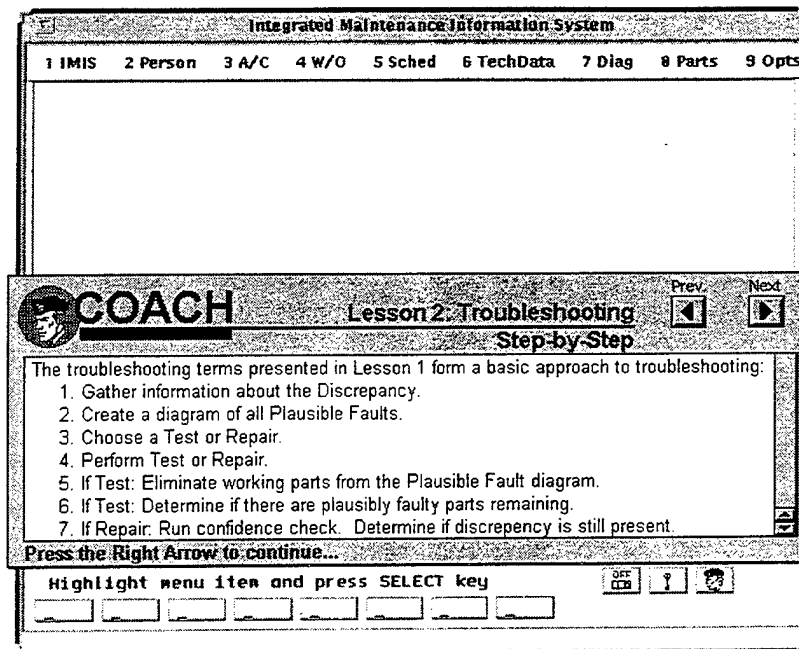 Integrated Maintenance Information System
1 IMIS 2 Person 3 A/C 4 W/O 5 Sched 6 TechData 7 Diag 8 Parts 9 Opts
Prev. Next
COACH Lesson 2: Troubleshooting
Step-by-Step
The troubleshooting terms presented in Lesson 1 form a basic approach to troubleshooting:
1. Gather information about the Discrepancy.
2. Create a diagram of all Plausible Faults.
3. Choose a Test or Repair.
4. Perform Test or Repair.
5. If Test: Eliminate working parts from the Plausible Fault diagram.
6. If Test: Determine if there are plausibly faulty parts remaining.
7. If Repair: Run confidence check. Determine if discrepency is still present.
Press the Right Arrow to continue...
Highlight menu item and press SELECT key
OFF